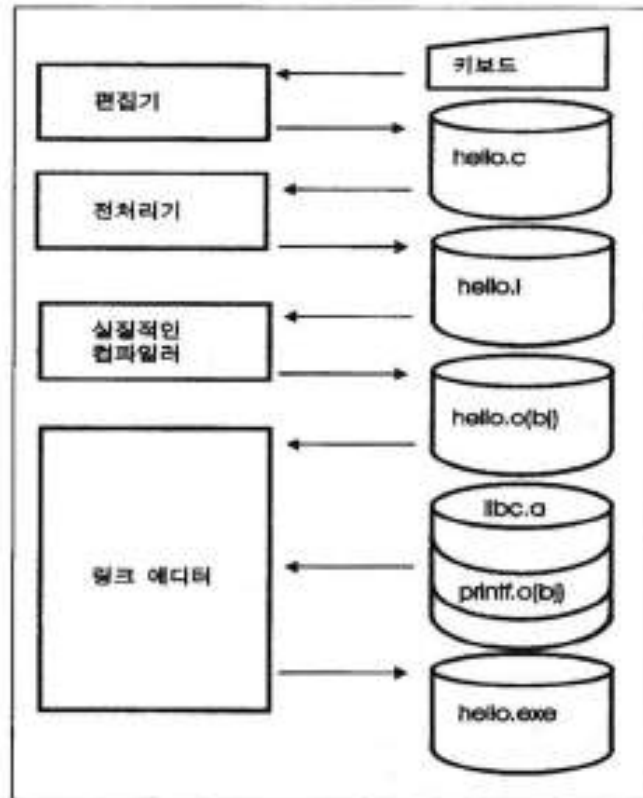 키보드
편집기
hello.c
전처리기
hello.i
실질적인
컴파일러
hello.o(bj)
libc.a
링크 에디터
printf.o(bj)
hello.exe